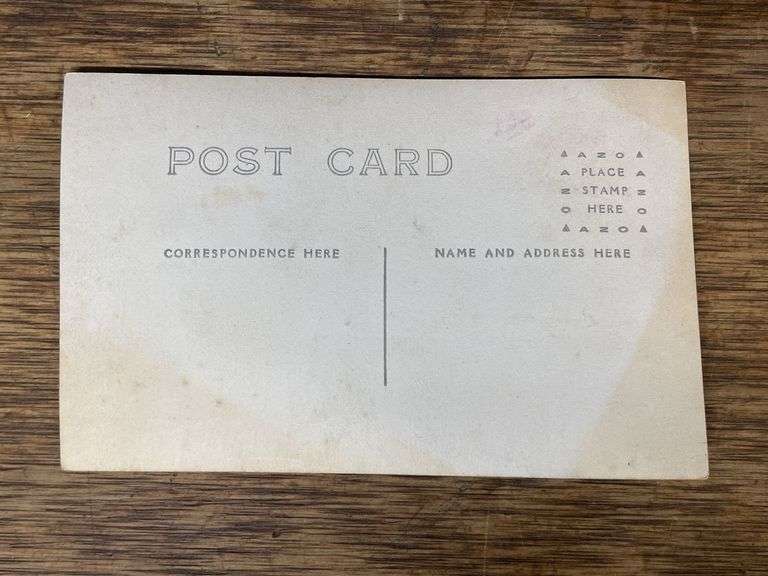 POST CARD
AZO
A PLACE A
N STAMP N
O HERE O
AZO
CORRESPONDENCE HERE
NAME AND ADDRESS HERE